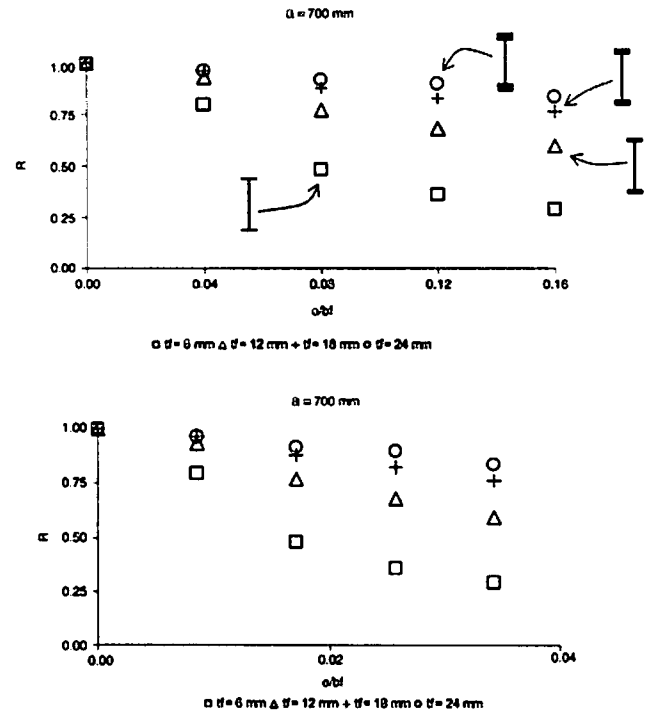 a = 700 mm
1.00
0.75
R
0.50
0.25
0.00
0.00 0.04 0.08 0.12 0.16
e/bf
□ tf= 6 mm △ tf= 12 mm + tf= 18 mm o tf= 24 mm
a = 700 mm
1.00
0.75
R 0.50
0.25
0.00
0.00 0.02 0.04
e/bf
□ tf= 6 mm △ tf= 12 mm + tf= 18 mm o tf= 24 mm